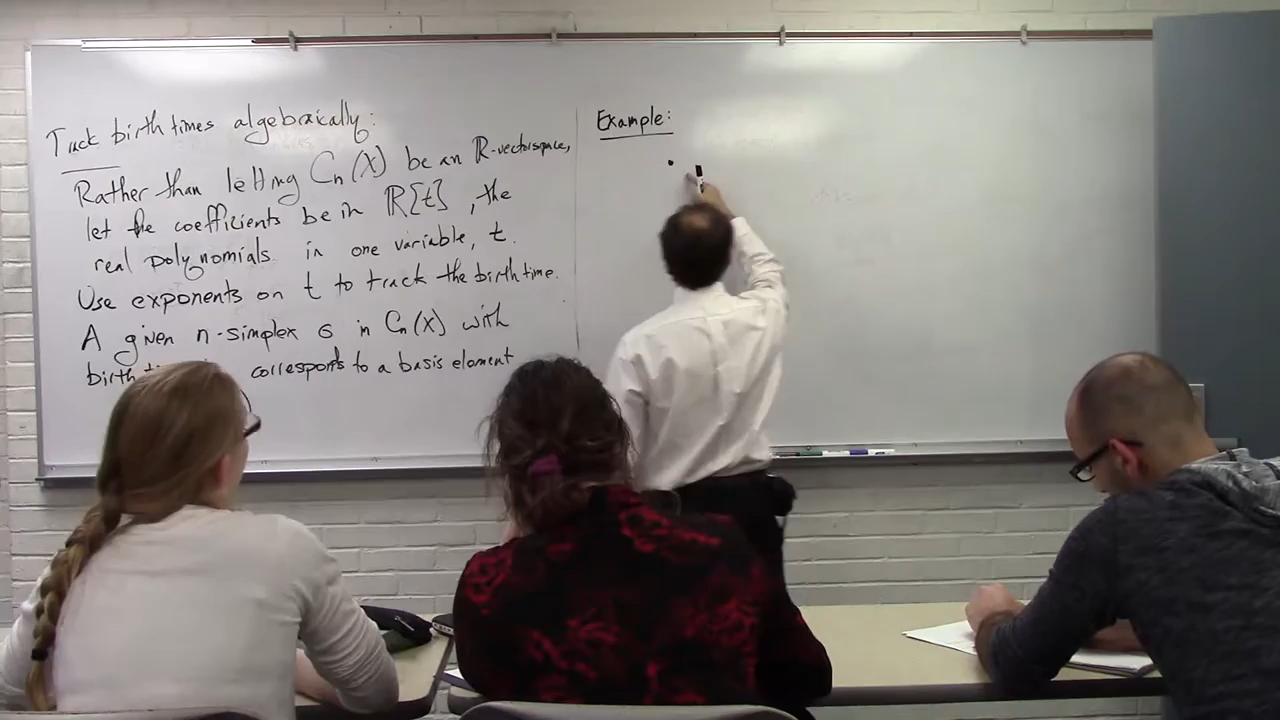 Track birth times algebraically:
Rather than letting Cn(X) be an ℝ-vectorspace,
let the coefficients be in ℝ[t], the
real polynomials in one variable, t.
Use exponents on t to track the birth time.
A given n-simplex σ in Cn(X) with
birth corresponds to a basis element
Example: